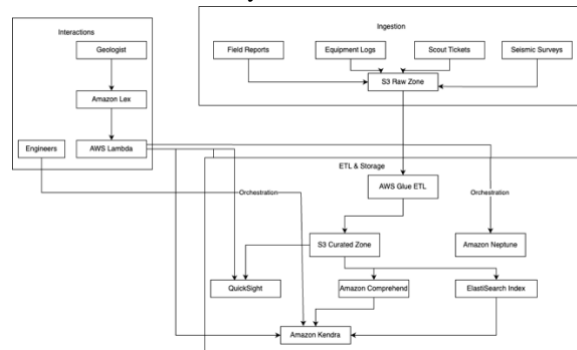 Ingestion
Interactions
Geologist
Field Reports
Equipment Logs
Scout Tickets
Seismic Surveys
S3 Raw Zone
Amazon Lex
Engineers
AWS Lambda
ETL & Storage
AWS Glue ETL
Orchestration
Orchestration
S3 Curated Zone
Amazon Neptune
QuickSight
Amazon Comprehend
ElastiSearch Index
Amazon Kendra